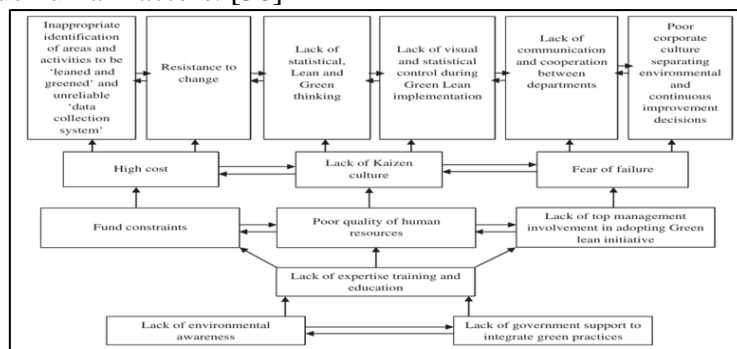 Inappropriate
identification
of areas and
activities to be
‘leaned and
greened’ and
unreliable
‘data
collection
system’
Resistance to
change
Lack of
statistical,
Lean and
Green
thinking
Lack of visual
and statistical
control during
Green Lean
implementation
Lack of
communication
and cooperation
between
departments
Poor
corporate
culture
separating
environmental
and
continuous
improvement
decisions
High cost
Lack of Kaizen
culture
Fear of failure
Fund constraints
Poor quality of human
resources
Lack of top management
involvement in adopting Green
lean initiative
Lack of expertise training and
education
Lack of environmental
awareness
Lack of government support to
integrate green practices